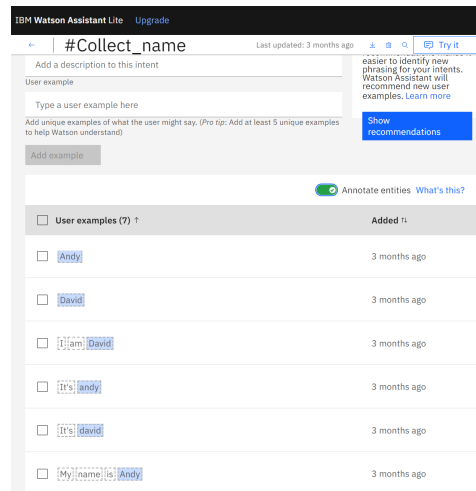 IBM Watson Assistant Lite Upgrade
← #Collect_name Last updated: 3 months ago Try it
Add a description to this intent
User example
Type a user example here
Add unique examples of what the user might say. (Pro tip: Add at least 5 unique examples
to help Watson understand)
Add example
easier to identify new
phrasing for your intents.
Watson Assistant will
recommend new user
examples. Learn more
Show
recommendations
Annotate entities What's this?
User examples (7) ↑ Added ↑↓
Andy 3 months ago
David 3 months ago
I am David 3 months ago
It's andy 3 months ago
It's david 3 months ago
My name is Andy 3 months ago